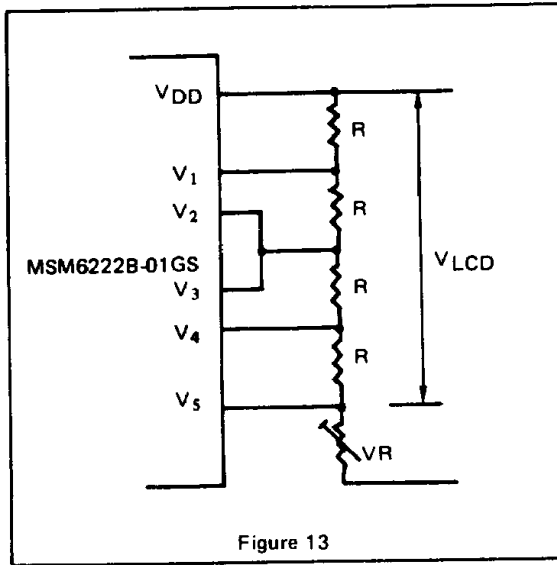 VDD
R
V1
R
V2
MSM6222B-01GS
VLCD
V3
R
V4
R
V5
VR
Figure 13